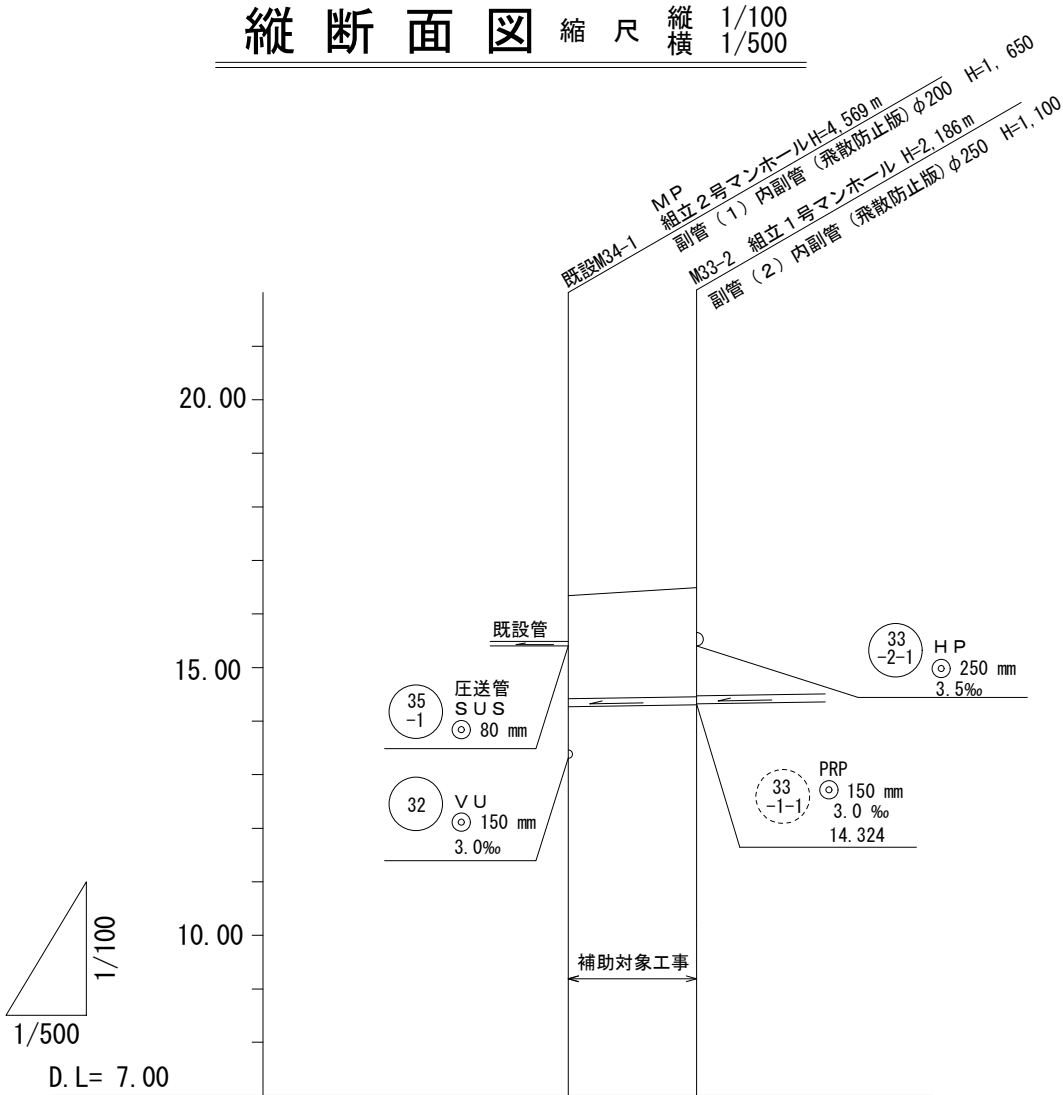 縦断面図 縮尺 縦 1/100
横 1/500
既設M34-1 MP
組立2号マンホール H=4,569m
副管(1)内副管(飛散防止版)φ200 H=1,650
M33-2 組立1号マンホール H=2,186m
副管(2)内副管(飛散防止版)φ250 H=1,100
20.00
既設管
15.00
33
-2-1
HP
◎ 250 mm
3.5‰
35
-1
圧送管
SUS
◎ 80 mm
32
VU
◎ 150 mm
3.0‰
33
-1-1
PRP
◎ 150 mm
3.0 ‰
14.324
10.00
補助対象工事
1/100
1/500
D.L= 7.00